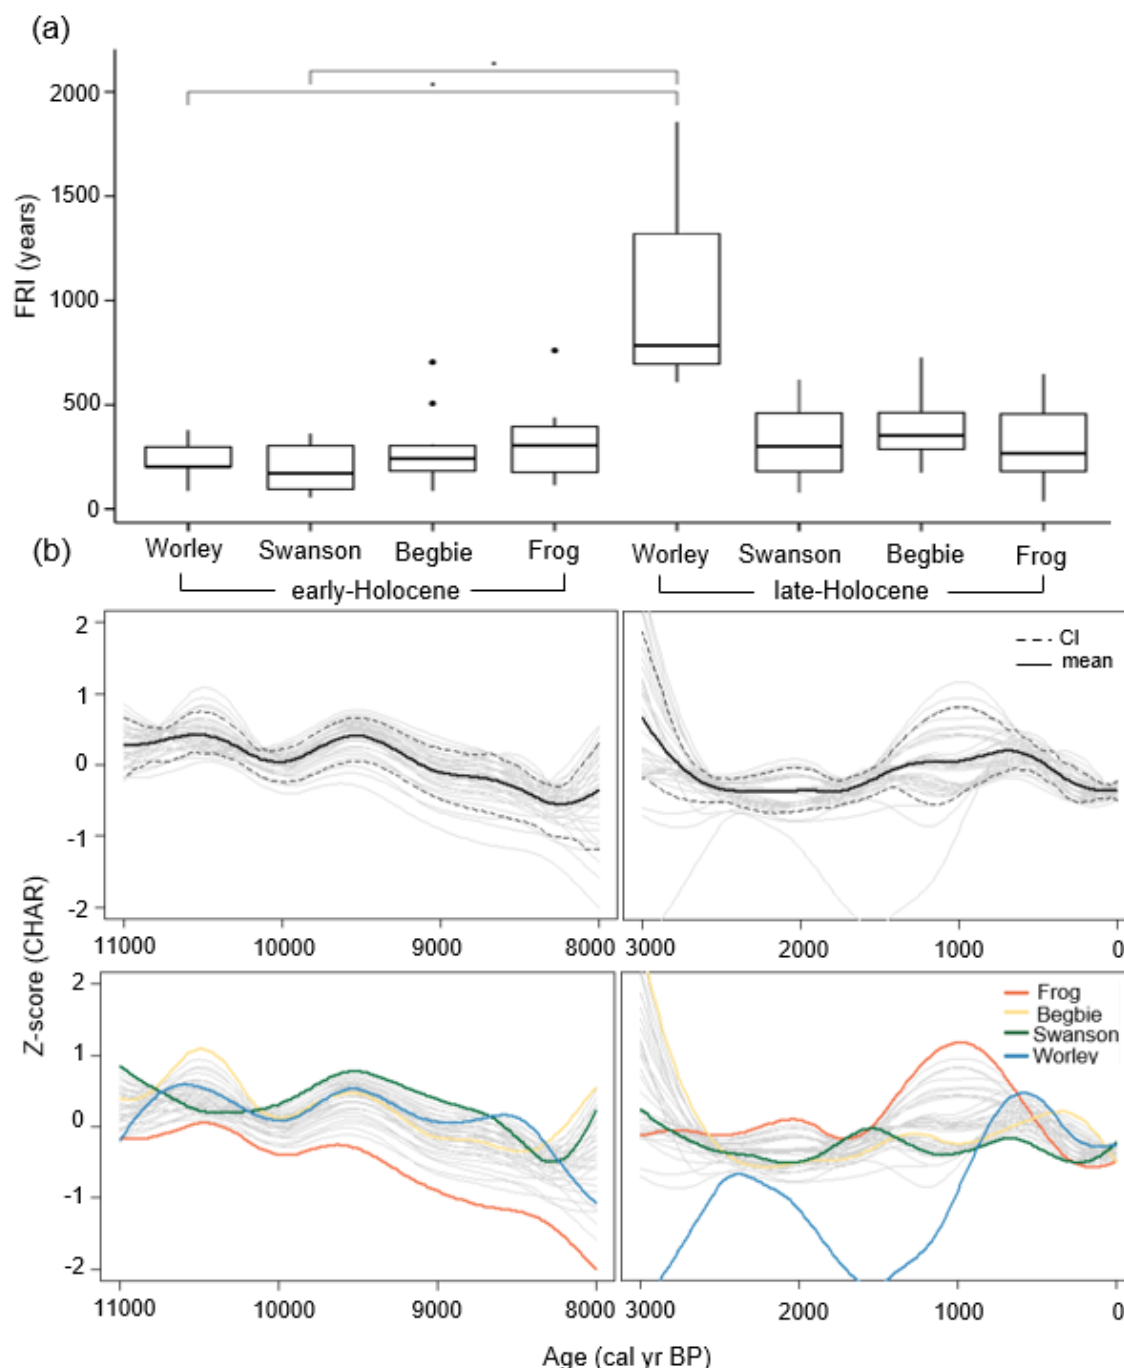 (a)
FRI (years)
2000
1500
1000
500
0
Worley Swanson Begbie Frog Worley Swanson Begbie Frog
early-Holocene late-Holocene
(b)
Z-score (CHAR)
2
1
0
-1
-2
CI
mean
11000 10000 9000 8000 3000 2000 1000 0
2
1
0
-1
-2
Frog
Begbie
Swanson
Worley
11000 10000 9000 8000 3000 2000 1000 0
Age (cal yr BP)